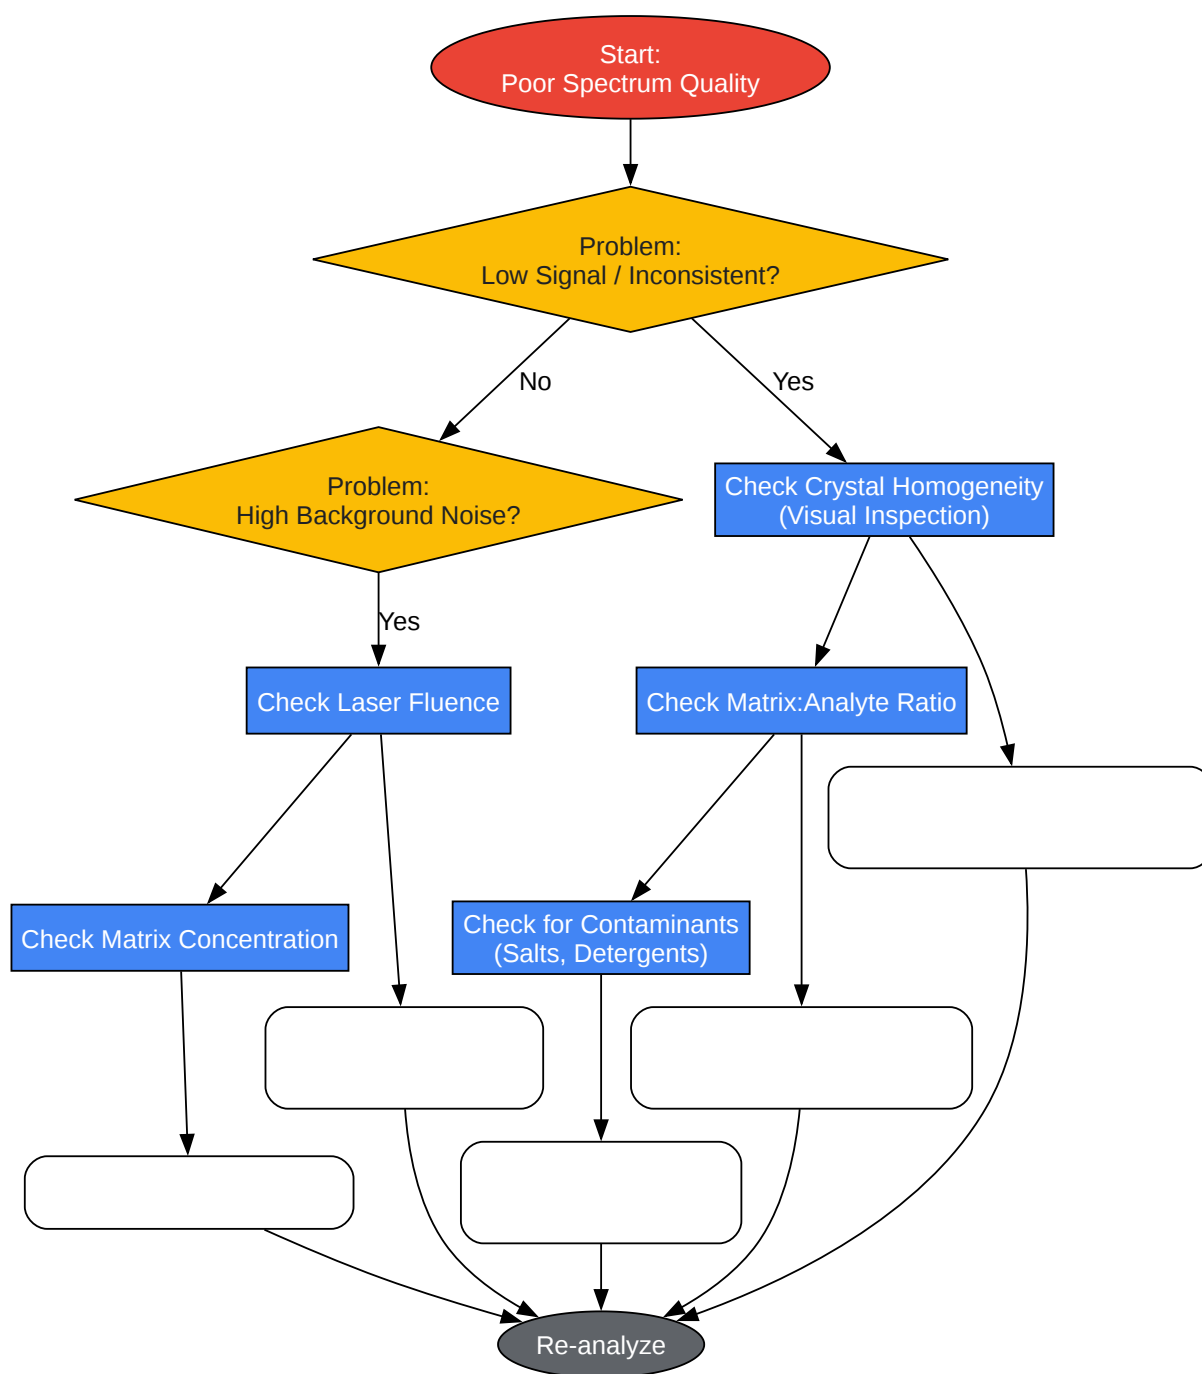 Start:
Poor Spectrum Quality
Problem:
Low Signal / Inconsistent?
No
Yes
Problem:
High Background Noise?
Check Crystal Homogeneity
(Visual Inspection)
Yes
Check Laser Fluence
Check Matrix:Analyte Ratio
Check Matrix Concentration
Check for Contaminants
(Salts, Detergents)
Re-analyze